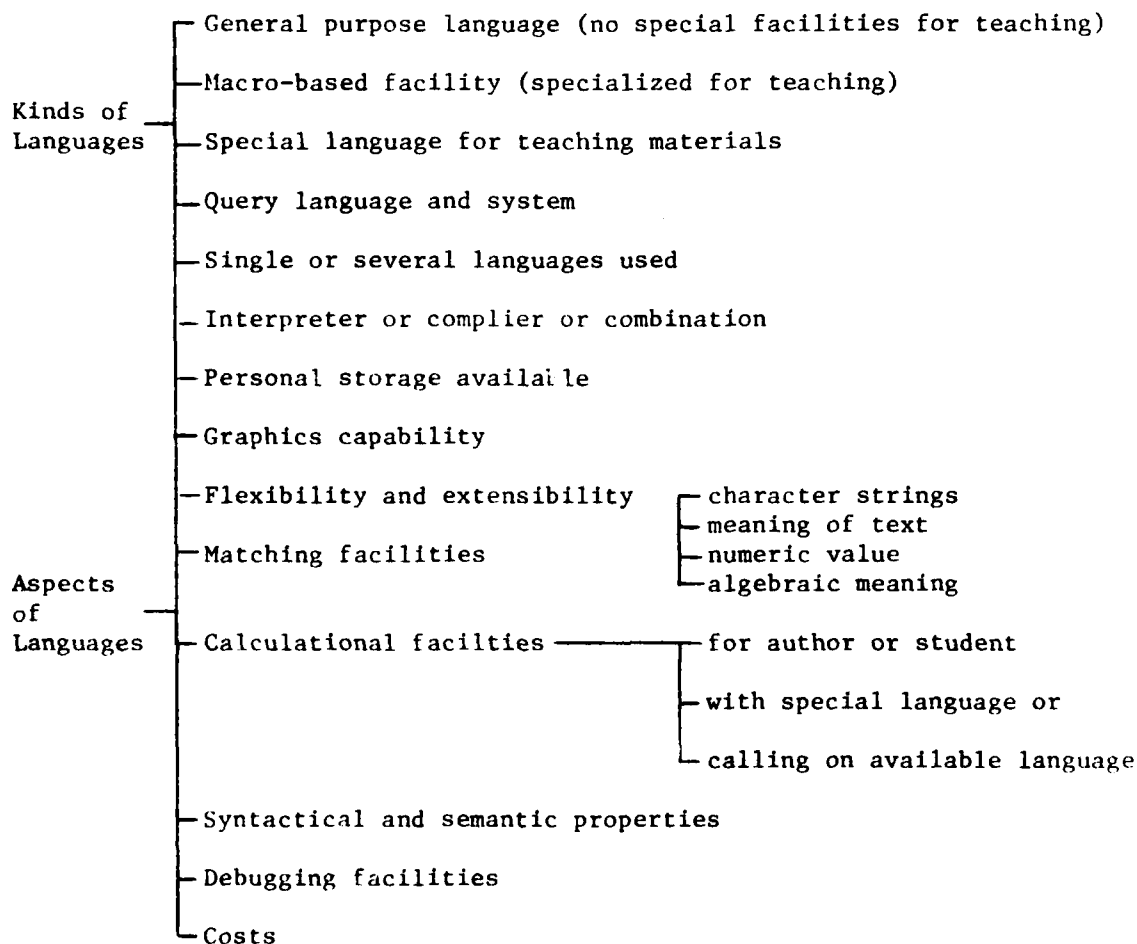 General purpose language (no special facilities for teaching)
Macro-based facility (specialized for teaching)
Kinds of
Languages
Special language for teaching materials
Query language and system
Single or several languages used
Interpreter or complier or combination
Personal storage available
Graphics capability
Flexibility and extensibility
character strings
meaning of text
Matching facilities
numeric value
algebraic meaning
Aspects
of
Languages
Calculational facilties
for author or student
with special language or
calling on available language
Syntactical and semantic properties
Debugging facilities
Costs